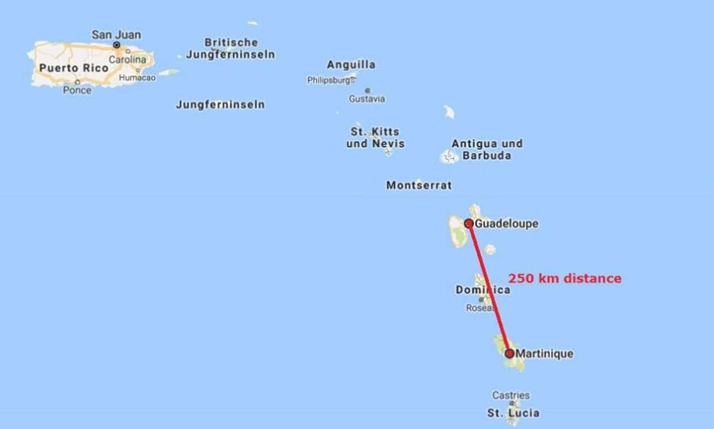 San Juan
Carolina
Puerto Rico
Humacao
Ponce
Britische
Jungferninseln
Jungferninseln
Anguilla
Philipsburg
Gustavia
St. Kitts
und Nevis
Antigua und
Barbuda
Montserrat
Guadeloupe
250 km distance
Dominica
Roseau
Martinique
Castries
St. Lucia